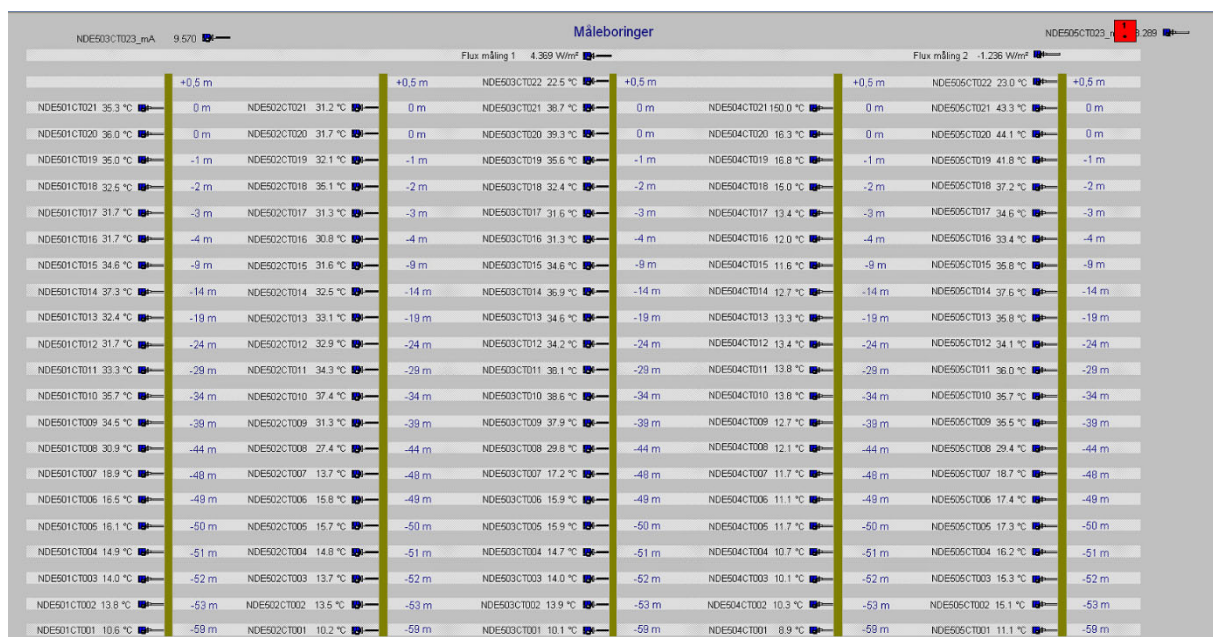 Måleboringer
NDE503CT023_mA 9.570 NDE505CT023_ 3.289
Flux måling 1 4.369 W/m² Flux måling 2 -1.236 W/m²
+0,5 m +0,5 m NDE503CT022 22.5 °C +0,5 m +0,5 m NDE505CT022 23.0 °C +0,5 m
NDE501CT021 35.3 °C 0 m NDE502CT021 31.2 °C 0 m NDE503CT021 38.7 °C 0 m NDE504CT021 150.0 °C 0 m NDE505CT021 43.3 °C 0 m
NDE501CT020 36.0 °C 0 m NDE502CT020 31.7 °C 0 m NDE503CT020 39.3 °C 0 m NDE504CT020 16.3 °C 0 m NDE505CT020 44.1 °C 0 m
NDE501CT019 35.0 °C -1 m NDE502CT019 32.1 °C -1 m NDE503CT019 35.6 °C -1 m NDE504CT019 16.8 °C -1 m NDE505CT019 41.8 °C -1 m
NDE501CT018 32.5 °C -2 m NDE502CT018 35.1 °C -2 m NDE503CT018 32.4 °C -2 m NDE504CT018 15.0 °C -2 m NDE505CT018 37.2 °C -2 m
NDE501CT017 31.7 °C -3 m NDE502CT017 31.3 °C -3 m NDE503CT017 31.6 °C -3 m NDE504CT017 13.4 °C -3 m NDE505CT017 34.6 °C -3 m
NDE501CT016 31.7 °C -4 m NDE502CT016 30.8 °C -4 m NDE503CT016 31.3 °C -4 m NDE504CT016 12.0 °C -4 m NDE505CT016 33.4 °C -4 m
NDE501CT015 34.6 °C -9 m NDE502CT015 31.6 °C -9 m NDE503CT015 34.6 °C -9 m NDE504CT015 11.6 °C -9 m NDE505CT015 35.8 °C -9 m
NDE501CT014 37.3 °C -14 m NDE502CT014 32.5 °C -14 m NDE503CT014 36.9 °C -14 m NDE504CT014 12.7 °C -14 m NDE505CT014 37.6 °C -14 m
NDE501CT013 32.4 °C -19 m NDE502CT013 33.1 °C -19 m NDE503CT013 34.6 °C -19 m NDE504CT013 13.3 °C -19 m NDE505CT013 35.8 °C -19 m
NDE501CT012 31.7 °C -24 m NDE502CT012 32.9 °C -24 m NDE503CT012 34.2 °C -24 m NDE504CT012 13.4 °C -24 m NDE505CT012 34.1 °C -24 m
NDE501CT011 33.3 °C -29 m NDE502CT011 34.3 °C -29 m NDE503CT011 38.1 °C -29 m NDE504CT011 13.8 °C -29 m NDE505CT011 36.0 °C -29 m
NDE501CT010 35.7 °C -34 m NDE502CT010 37.4 °C -34 m NDE503CT010 38.6 °C -34 m NDE504CT010 13.8 °C -34 m NDE505CT010 35.7 °C -34 m
NDE501CT009 34.5 °C -39 m NDE502CT009 31.3 °C -39 m NDE503CT009 37.9 °C -39 m NDE504CT009 12.7 °C -39 m NDE505CT009 35.5 °C -39 m
NDE501CT008 30.9 °C -44 m NDE502CT008 27.4 °C -44 m NDE503CT008 29.8 °C -44 m NDE504CT008 12.1 °C -44 m NDE505CT008 29.4 °C -44 m
NDE501CT007 18.9 °C -48 m NDE502CT007 13.7 °C -48 m NDE503CT007 17.2 °C -48 m NDE504CT007 11.7 °C -48 m NDE505CT007 18.7 °C -48 m
NDE501CT006 16.5 °C -49 m NDE502CT006 15.8 °C -49 m NDE503CT006 15.9 °C -49 m NDE504CT006 11.1 °C -49 m NDE505CT006 17.4 °C -49 m
NDE501CT005 16.1 °C -50 m NDE502CT005 15.7 °C -50 m NDE503CT005 15.9 °C -50 m NDE504CT005 11.7 °C -50 m NDE505CT005 17.3 °C -50 m
NDE501CT004 14.9 °C -51 m NDE502CT004 14.8 °C -51 m NDE503CT004 14.7 °C -51 m NDE504CT004 10.7 °C -51 m NDE505CT004 16.2 °C -51 m
NDE501CT003 14.0 °C -52 m NDE502CT003 13.7 °C -52 m NDE503CT003 14.0 °C -52 m NDE504CT003 10.1 °C -52 m NDE505CT003 15.3 °C -52 m
NDE501CT002 13.8 °C -53 m NDE502CT002 13.5 °C -53 m NDE503CT002 13.9 °C -53 m NDE504CT002 10.3 °C -53 m NDE505CT002 15.1 °C -53 m
NDE501CT001 10.6 °C -59 m NDE502CT001 10.2 °C -59 m NDE503CT001 10.1 °C -59 m NDE504CT001 8.9 °C -59 m NDE505CT001 11.1 °C -59 m